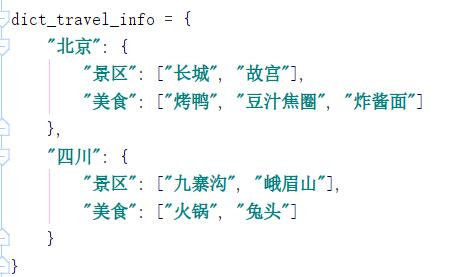 dict_travel_info = {
    "北京": {
        "景区": ["长城", "故宫"],
        "美食": ["烤鸭", "豆汁焦圈", "炸酱面"]
    },
    "四川": {
        "景区": ["九寨沟", "峨眉山"],
        "美食": ["火锅", "兔头"]
    }
}